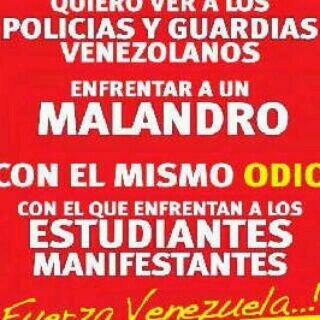 QUIERO VER A LOS
POLICIAS Y GUARDIAS
VENEZOLANOS
ENFRENTAR A UN
MALANDRO
CON EL MISMO ODIO
CON EL QUE ENFRENTAN A LOS
ESTUDIANTES
MANIFESTANTES
Fuerza Venezuela...!